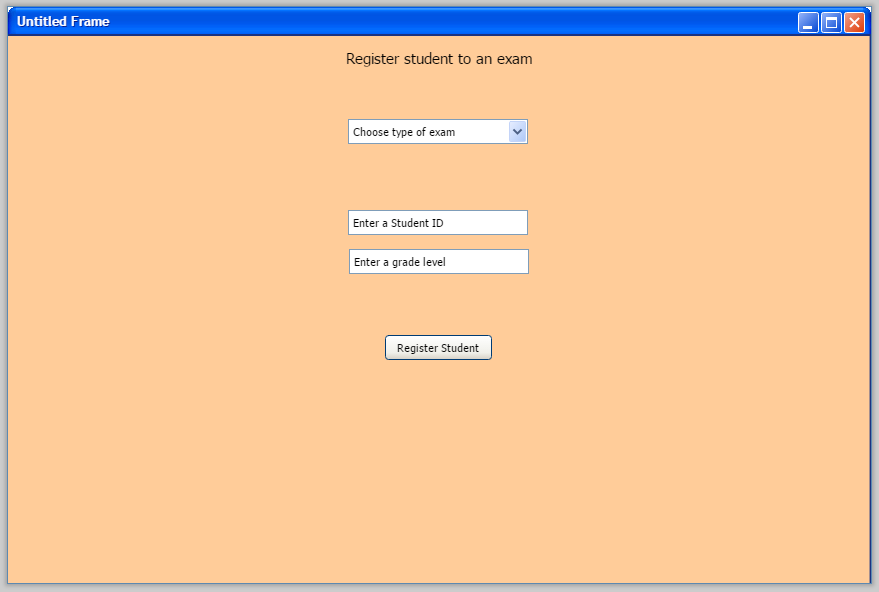 Untitled Frame
Register student to an exam
Choose type of exam
Enter a Student ID
Enter a grade level
Register Student